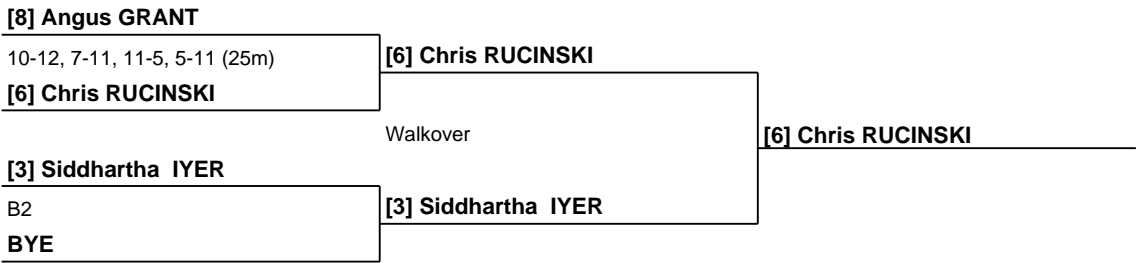 [8] Angus GRANT
10-12, 7-11, 11-5, 5-11 (25m)
[6] Chris RUCINSKI
[6] Chris RUCINSKI
Walkover
[6] Chris RUCINSKI
[3] Siddhartha  IYER
B2
[3] Siddhartha  IYER
BYE